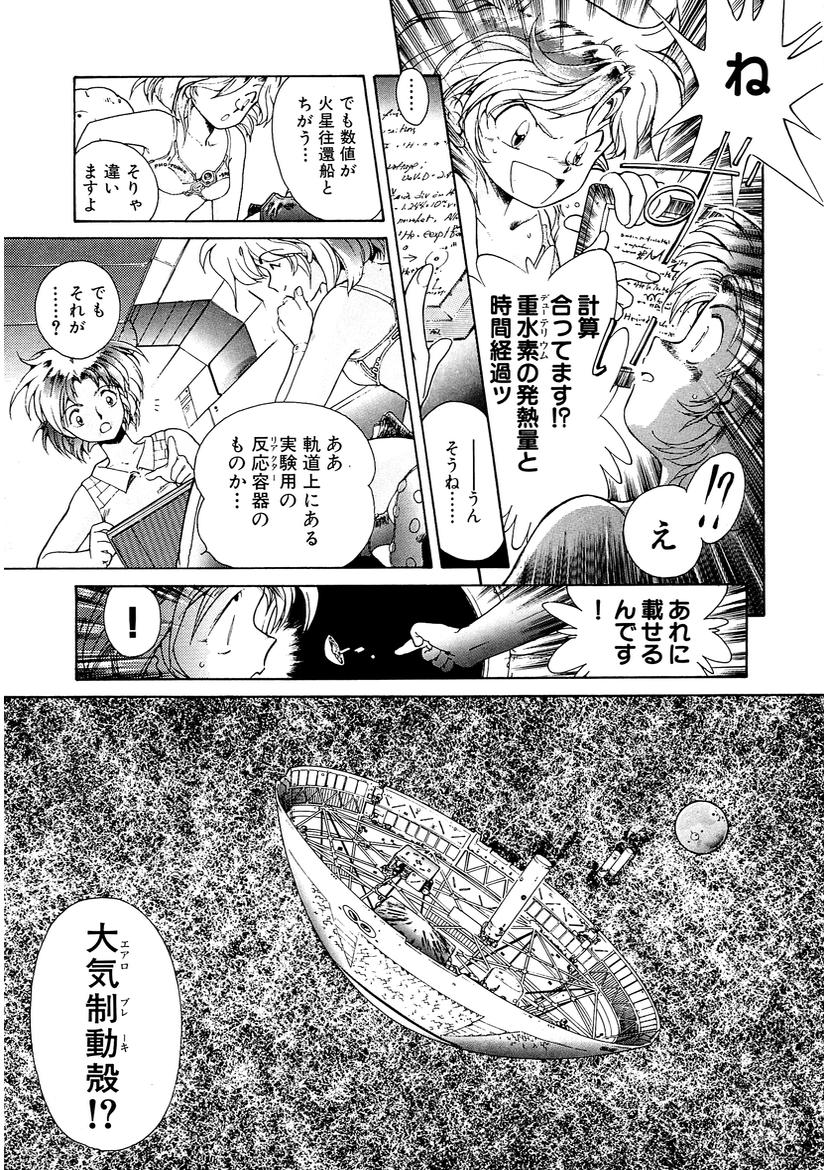 ね
計算
合ってます!?
重水素の発熱量と
デューテリウム
時間経過ッ
!?
え
……
──うん
そうね……
でも数値が
火星往還船と
ちがう…
そりゃ
違い
ますよ
ああ
軌道上にある
実験用の
反応容器の
リアクター
ものか…
でも
それが
……?
あれに
載せる
んです
!
!
大気制動殻!?
エアロブレーキ